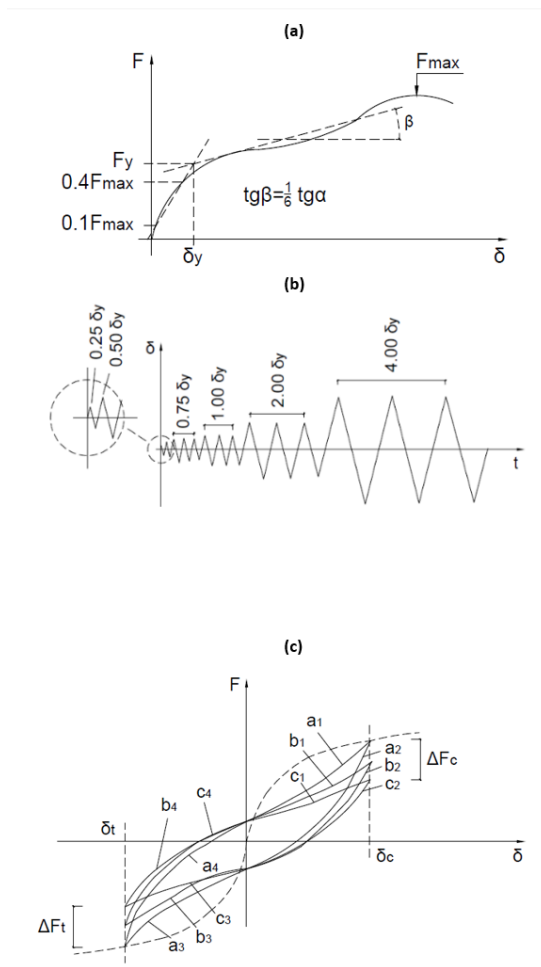 (a)
F
Fmax
Fy
0.4Fmax
β
tgβ=1/6 tgα
0.1Fmax
δy
δ
(b)
0.25 δy
0.50 δy
δ
0.75 δy
1.00 δy
2.00 δy
4.00 δy
t
(c)
F
a1
b1
c1
a2
b2
c2
ΔFc
b4
c4
δt
a4
δc
δ
ΔFt
c3
b3
a3